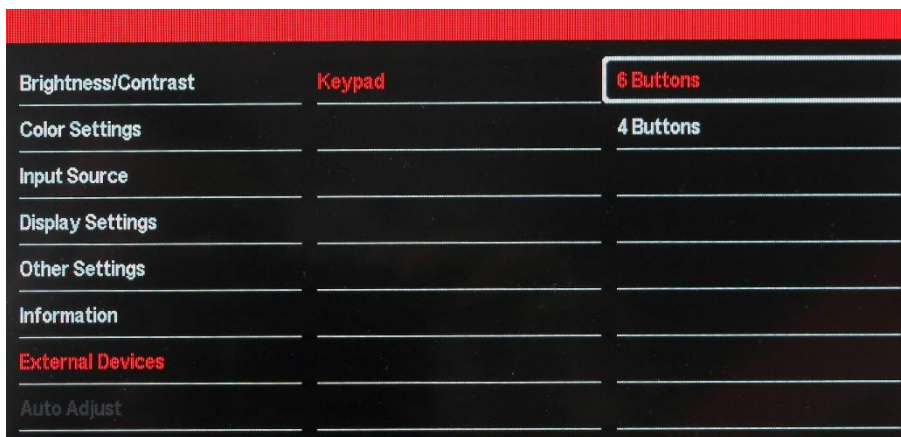 Brightness/Contrast
Keypad
6 Buttons
Color Settings
4 Buttons
Input Source
Display Settings
Other Settings
Information
External Devices
Auto Adjust